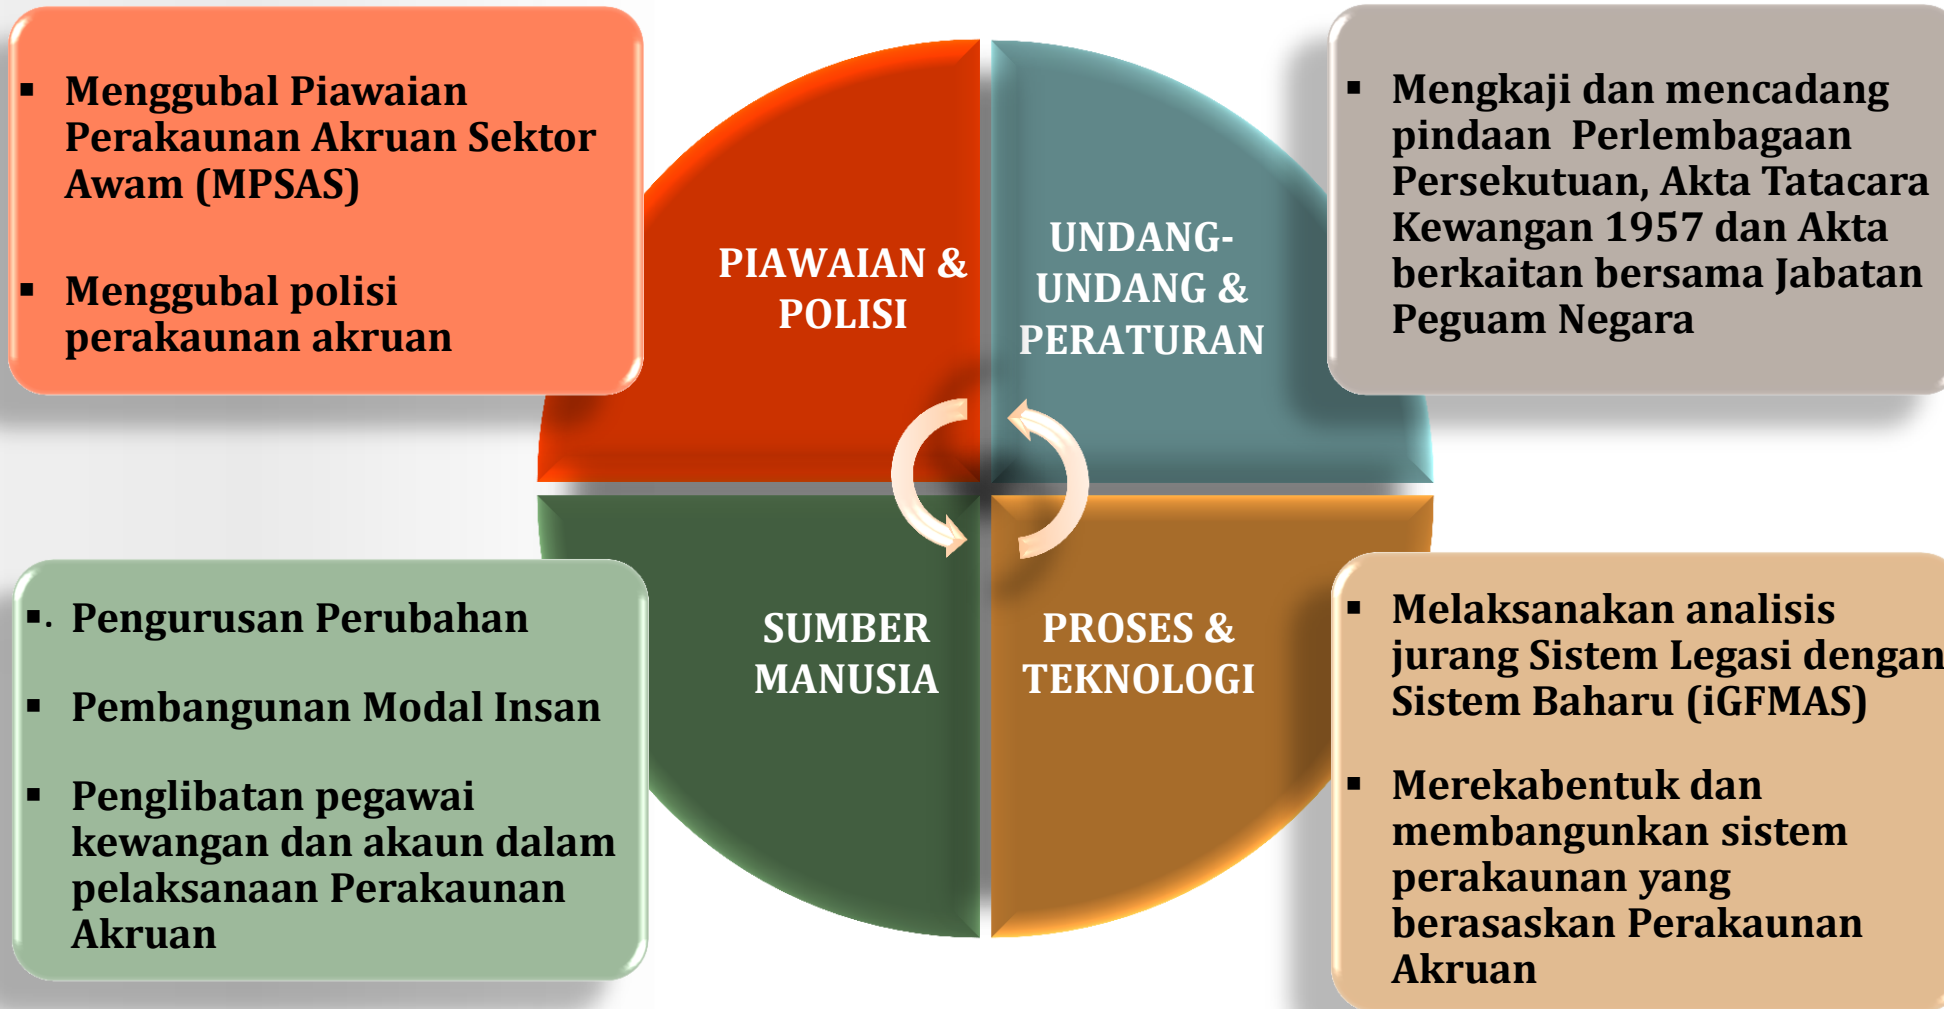 ▪ Menggubal Piawaian
Perakaunan Akruan Sektor
Awam (MPSAS)
▪ Menggubal polisi
perakaunan akruan
PIAWAIAN &
POLISI
UNDANG-
UNDANG &
PERATURAN
▪ Mengkaji dan mencadang
pindaan Perlembagaan
Persekutuan, Akta Tatacara
Kewangan 1957 dan Akta
berkaitan bersama Jabatan
Peguam Negara
▪. Pengurusan Perubahan
▪ Pembangunan Modal Insan
▪ Penglibatan pegawai
kewangan dan akaun dalam
pelaksanaan Perakaunan
Akruan
SUMBER
MANUSIA
PROSES &
TEKNOLOGI
▪ Melaksanakan analisis
jurang Sistem Legasi dengan
Sistem Baharu (iGFMAS)
▪ Merekabentuk dan
membangunkan sistem
perakaunan yang
berasaskan Perakaunan
Akruan